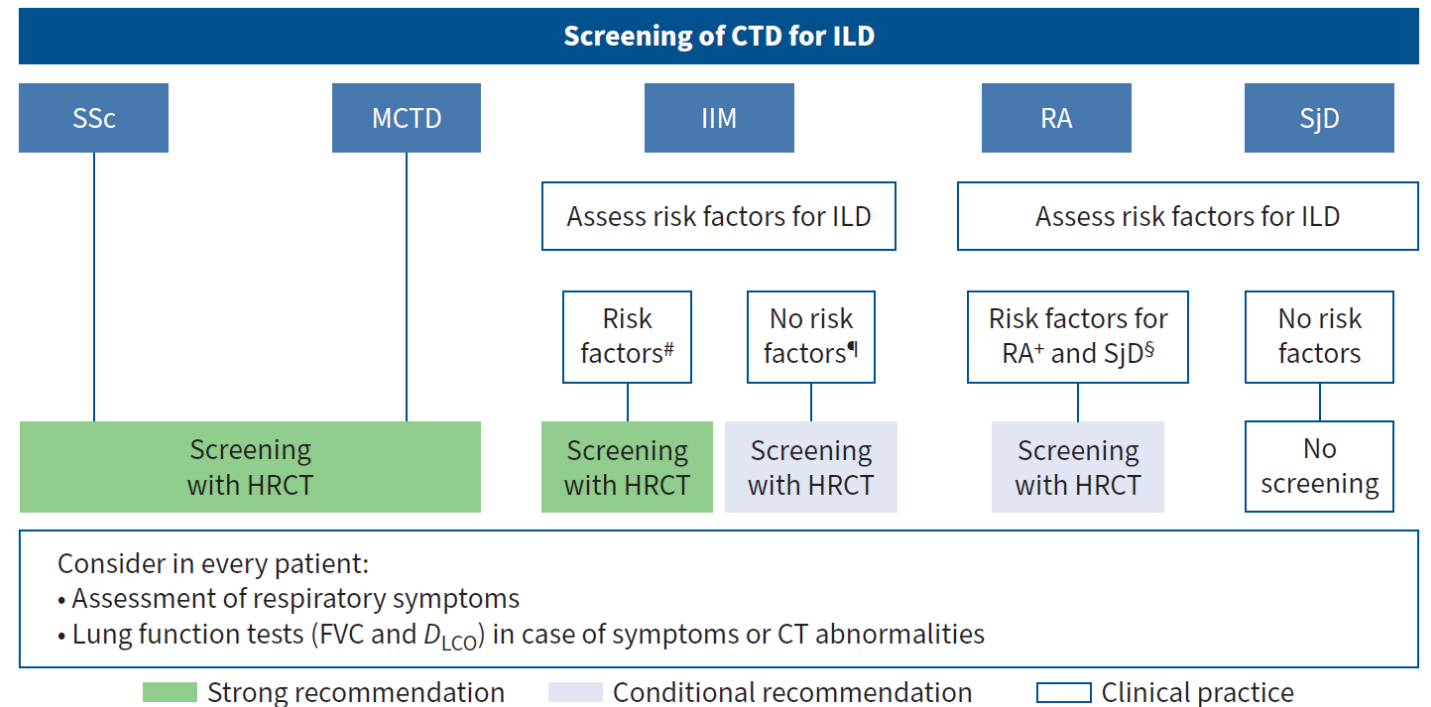 Screening of CTD for ILD
SSc
MCTD
IIM
RA
SjD
Assess risk factors for ILD
Assess risk factors for ILD
Risk
factors#
No risk
factors¶
Risk factors for
RA+ and SjD§
No risk
factors
Screening
with HRCT
Screening
with HRCT
Screening
with HRCT
Screening
with HRCT
No
screening
Consider in every patient:
• Assessment of respiratory symptoms
• Lung function tests (FVC and DLCO) in case of symptoms or CT abnormalities
Strong recommendation
Conditional recommendation
Clinical practice